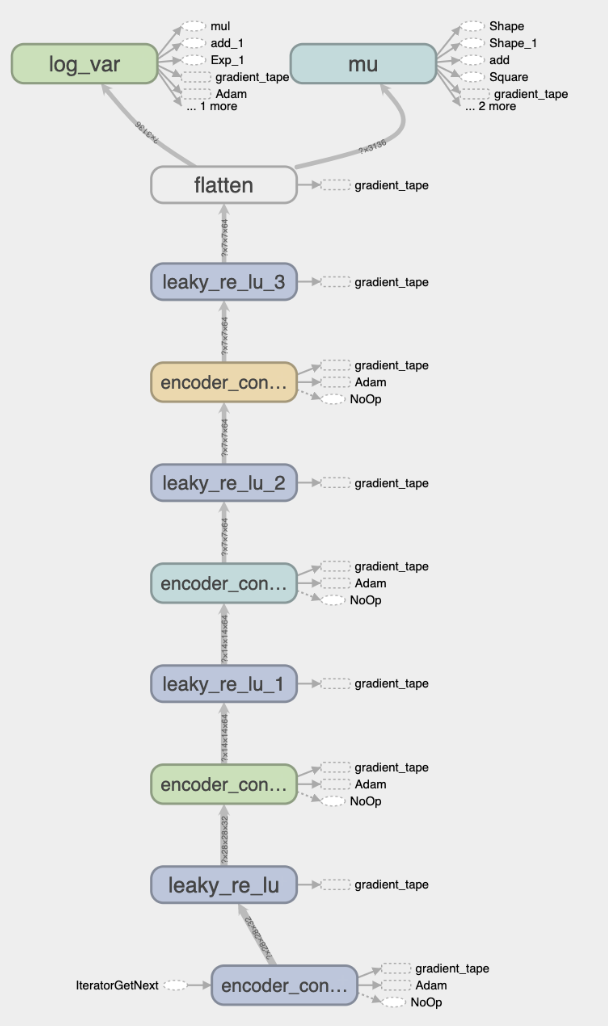 mul
add_1
Exp_1
gradient_tape
Adam
... 1 more
log_var
Shape
Shape_1
add
Square
gradient_tape
... 2 more
mu
?x3136
?x3136
flatten
gradient_tape
?x7x7x64
leaky_re_lu_3
gradient_tape
?x7x7x64
encoder_con...
gradient_tape
Adam
NoOp
?x7x7x64
leaky_re_lu_2
gradient_tape
?x7x7x64
encoder_con...
gradient_tape
Adam
NoOp
?x14x14x64
leaky_re_lu_1
gradient_tape
?x14x14x64
encoder_con...
gradient_tape
Adam
NoOp
?x28x28x32
leaky_re_lu
gradient_tape
?x28x28x32
IteratorGetNext
encoder_con...
gradient_tape
Adam
NoOp